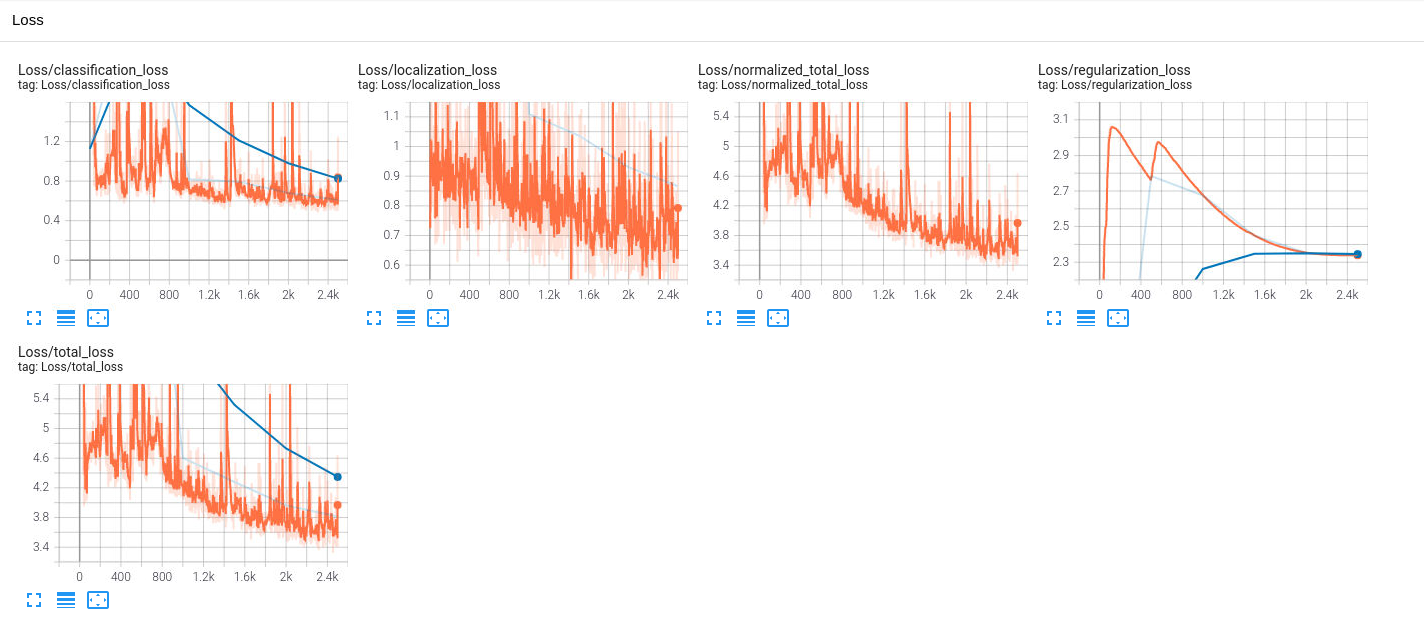 Loss
Loss/classification_loss
tag: Loss/classification_loss
1.2
0.8
0.4
0
0 400 800 1.2k 1.6k 2k 2.4k
Loss/localization_loss
tag: Loss/localization_loss
1.1
1
0.9
0.8
0.7
0.6
0 400 800 1.2k 1.6k 2k 2.4k
Loss/normalized_total_loss
tag: Loss/normalized_total_loss
5.4
5
4.6
4.2
3.8
3.4
0 400 800 1.2k 1.6k 2k 2.4k
Loss/regularization_loss
tag: Loss/regularization_loss
3.1
2.9
2.7
2.5
2.3
0 400 800 1.2k 1.6k 2k 2.4k
Loss/total_loss
tag: Loss/total_loss
5.4
5
4.6
4.2
3.8
3.4
0 400 800 1.2k 1.6k 2k 2.4k